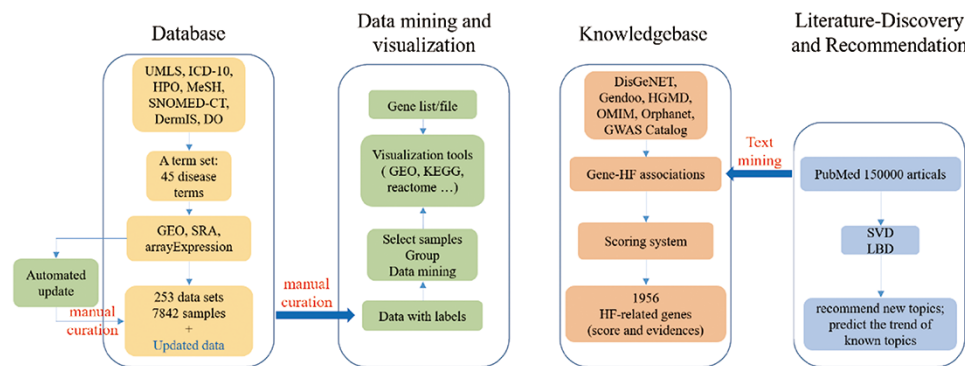 Database
UMLS, ICD-10,
HPO, MeSH,
SNOMED-CT,
DermIS, DO
A term set:
45 disease
terms
GEO, SRA,
arrayExpression
Automated
update
manual
curation
253 data sets
7842 samples
+
Updated data
manual
curation
Data mining and
visualization
Gene list/file
Visualization tools
( GEO, KEGG,
reactome …)
Select samples
Group
Data mining
Data with labels
Knowledgebase
DisGeNET,
Gendoo, HGMD,
OMIM, Orphanet,
GWAS Catalog
Gene-HF associations
Scoring system
1956
HF-related genes
(score and evidences)
Text
mining
Literature-Discovery
and Recommendation
PubMed 150000 articals
SVD
LBD
recommend new topics;
predict the trend of
known topics